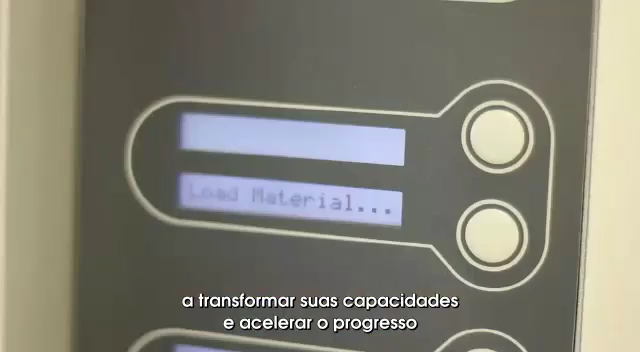 Load Material...
a transformar suas capacidades
e acelerar o progresso